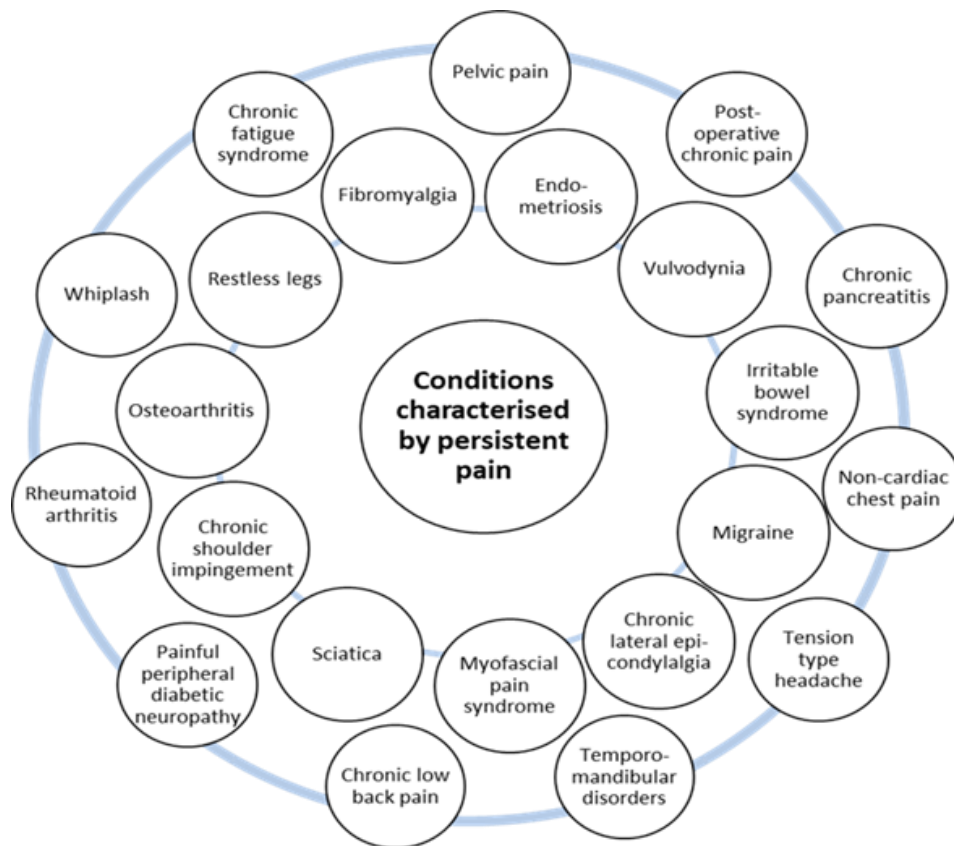 Pelvic pain
Chronic
fatigue
syndrome
Post-
operative
chronic pain
Fibromyalgia
Endo-
metriosis
Restless legs
Vulvodynia
Whiplash
Chronic
pancreatitis
Conditions
characterised
by persistent
pain
Osteoarthritis
Irritable
bowel
syndrome
Rheumatoid
arthritis
Non-cardiac
chest pain
Chronic
shoulder
impingement
Migraine
Painful
peripheral
diabetic
neuropathy
Sciatica
Myofascial
pain
syndrome
Chronic
lateral epi-
condylalgia
Tension
type
headache
Chronic low
back pain
Temporo-
mandibular
disorders